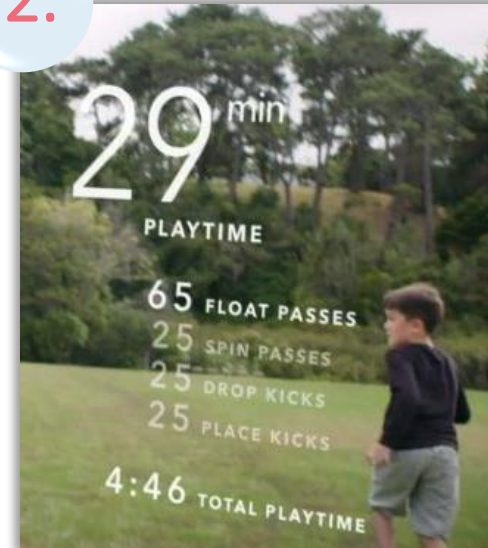 2.
29 min
PLAYTIME
65 FLOAT PASSES
25 SPIN PASSES
25 DROP KICKS
25 PLACE KICKS
4:46 TOTAL PLAYTIME